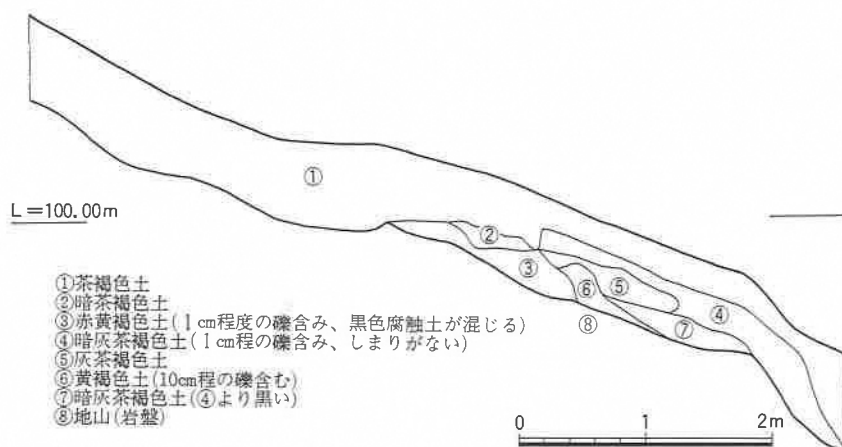 ①
L=100.00m
②
③
⑥
⑤
④
⑧
⑦
①茶褐色土
②暗茶褐色土
③赤黄褐色土(1cm程度の礫含み、黒色腐触土が混じる)
④暗灰茶褐色土(1cm程の礫含み、しまりがない)
⑤灰茶褐色土
⑥黄褐色土(10cm程の礫含む)
⑦暗灰茶褐色土(④より黒い)
⑧地山(岩盤)
0 1 2m